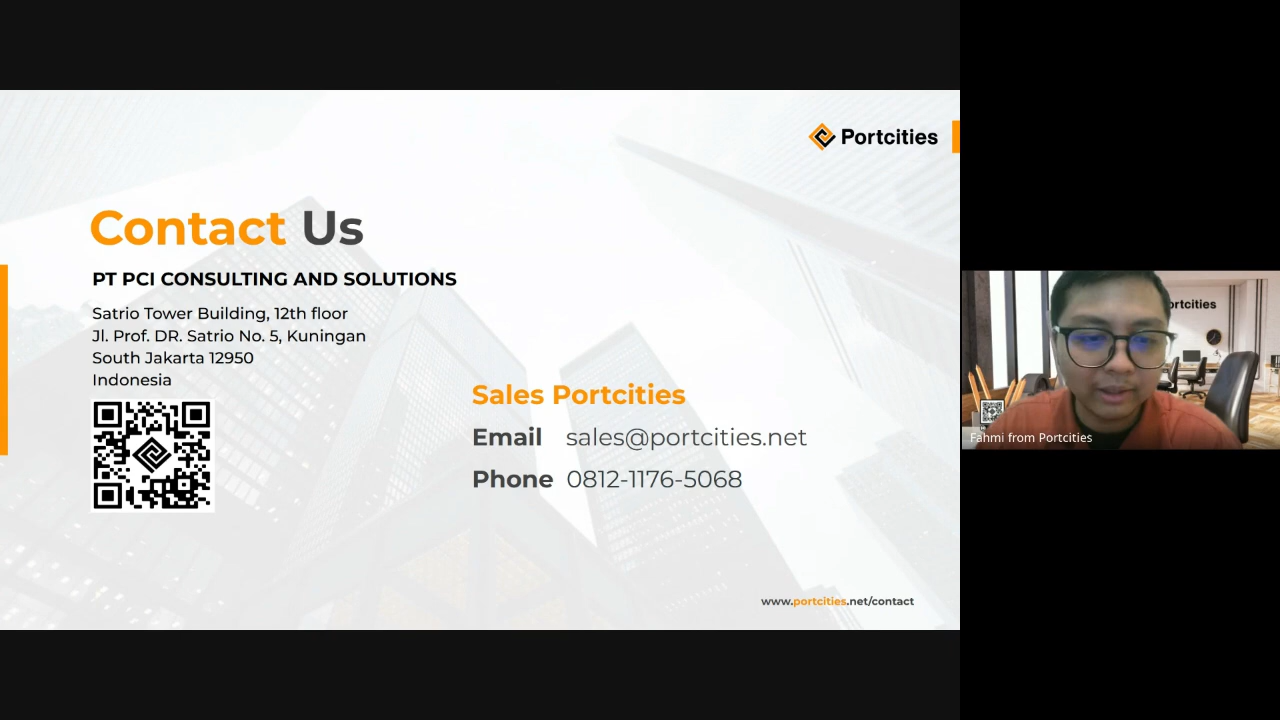 Portcities
Contact Us
PT PCI CONSULTING AND SOLUTIONS
Satrio Tower Building, 12th floor
Jl. Prof. DR. Satrio No. 5, Kuningan
South Jakarta 12950
Indonesia
Sales Portcities
Email sales@portcities.net
Phone 0812-1176-5068
www.portcities.net/contact
ortcities
Fahmi from Portcities